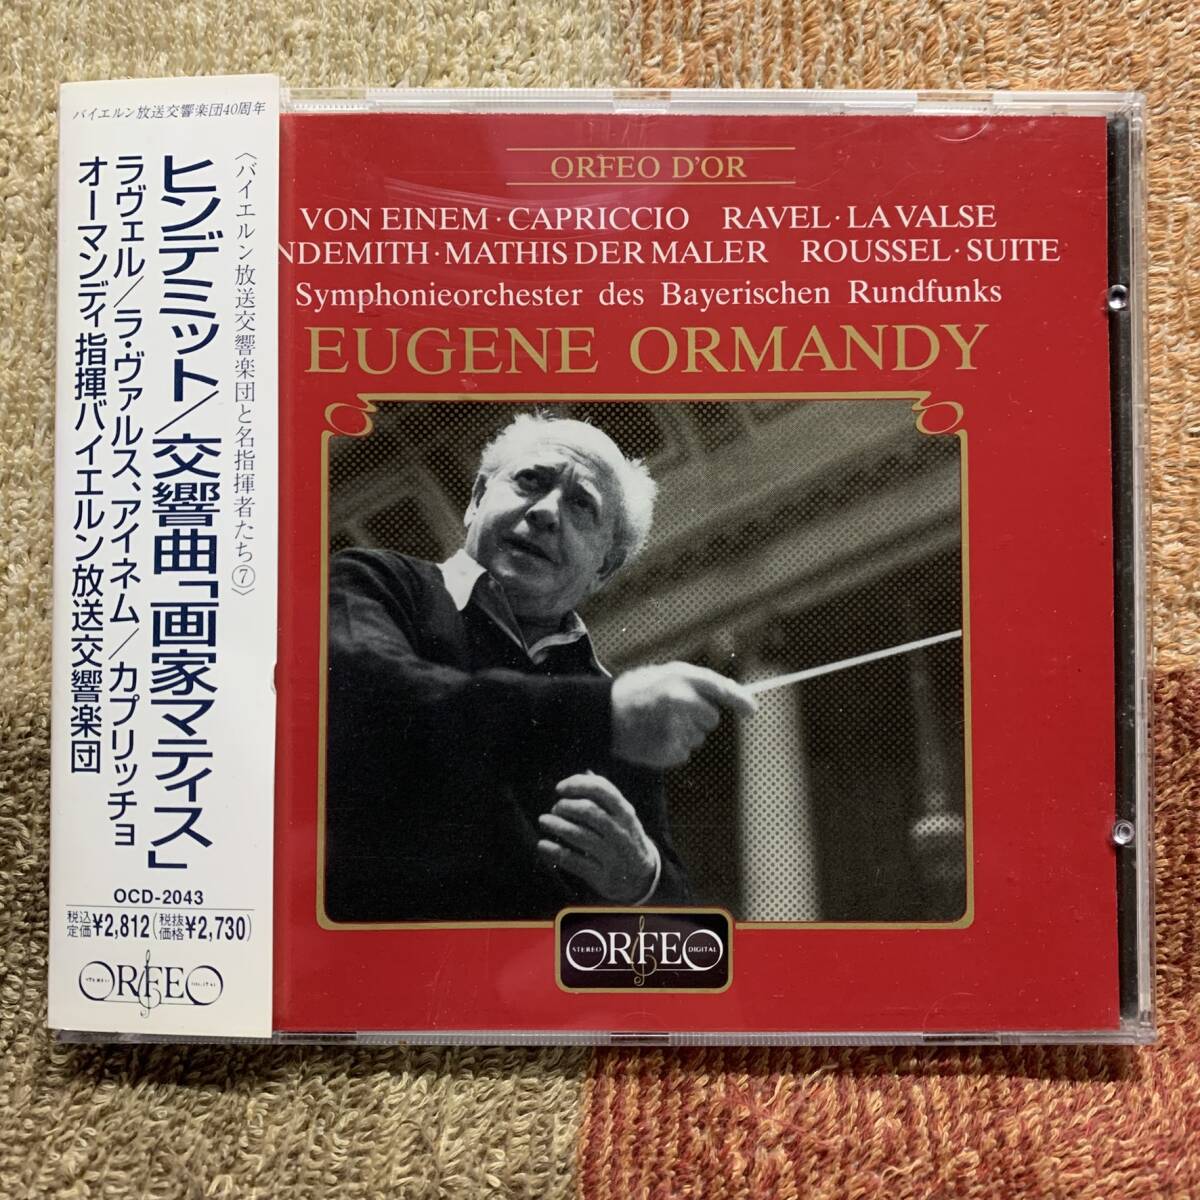 バイエルン放送交響楽団40周年
〈バイエルン放送交響楽団と名指揮者たち⑦〉
ヒンデミット/交響曲「画家マティス」
ラヴェル/ラ・ヴァルス、アイネム/カプリッチョ
オーマンディ指揮バイエルン放送交響楽団
OCD-2043
税込定価¥2,812(税抜価格¥2,730)
ORFEO
ORFEO D'OR
VON EINEM · CAPRICCIO RAVEL · LA VALSE
NDEMITH · MATHIS DER MALER ROUSSEL · SUITE
Symphonieorchester des Bayerischen Rundfunks
EUGENE ORMANDY
STEREO ORFEO DIGITAL